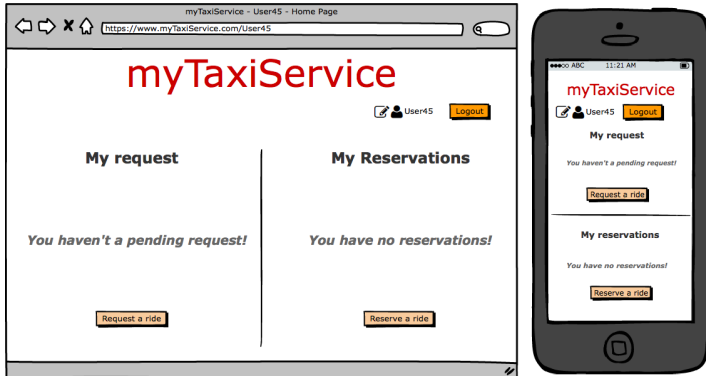 myTaxiService - User45 - Home Page
https://www.myTaxiService.com/User45
myTaxiService
User45 Logout
My request
You haven't a pending request!
Request a ride
My Reservations
You have no reservations!
Reserve a ride
ABC 11:21 AM
myTaxiService
User45 Logout
My request
You haven't a pending request!
Request a ride
My reservations
You have no reservations!
Reserve a ride